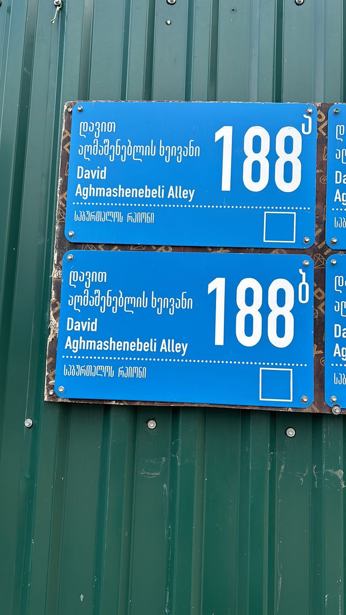 დავით
აღმაშენებლის ხეივანი
188ა
David
Aghmashenebeli Alley
საბურთალოს რაიონი
დავით
აღმაშენებლის ხეივანი
188ბ
David
Aghmashenebeli Alley
საბურთალოს რაიონი